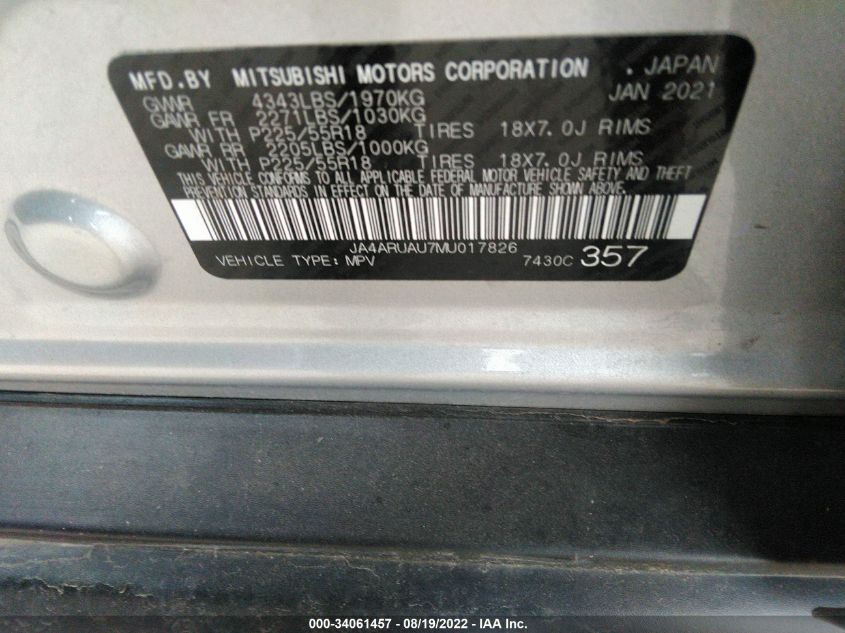 MFD.BY MITSUBISHI MOTORS CORPORATION . JAPAN
GVWR 4343LBS/1970KG JAN 2021
GAWR FR 2271LBS/1030KG
WITH P225/55R18 TIRES 18X7.0J RIMS
GAWR RR 2205LBS/1000KG
WITH P225/55R18 TIRES 18X7.0J RIMS
THIS VEHICLE CONFORMS TO ALL APPLICABLE FEDERAL MOTOR VEHICLE SAFETY AND THEFT
PREVENTION STANDARDS IN EFFECT ON THE DATE OF MANUFACTURE SHOWN ABOVE.
JA4ARUAU7MU017826
VEHICLE TYPE: MPV 7430C 357
000-34061457 - 08/19/2022 - IAA Inc.